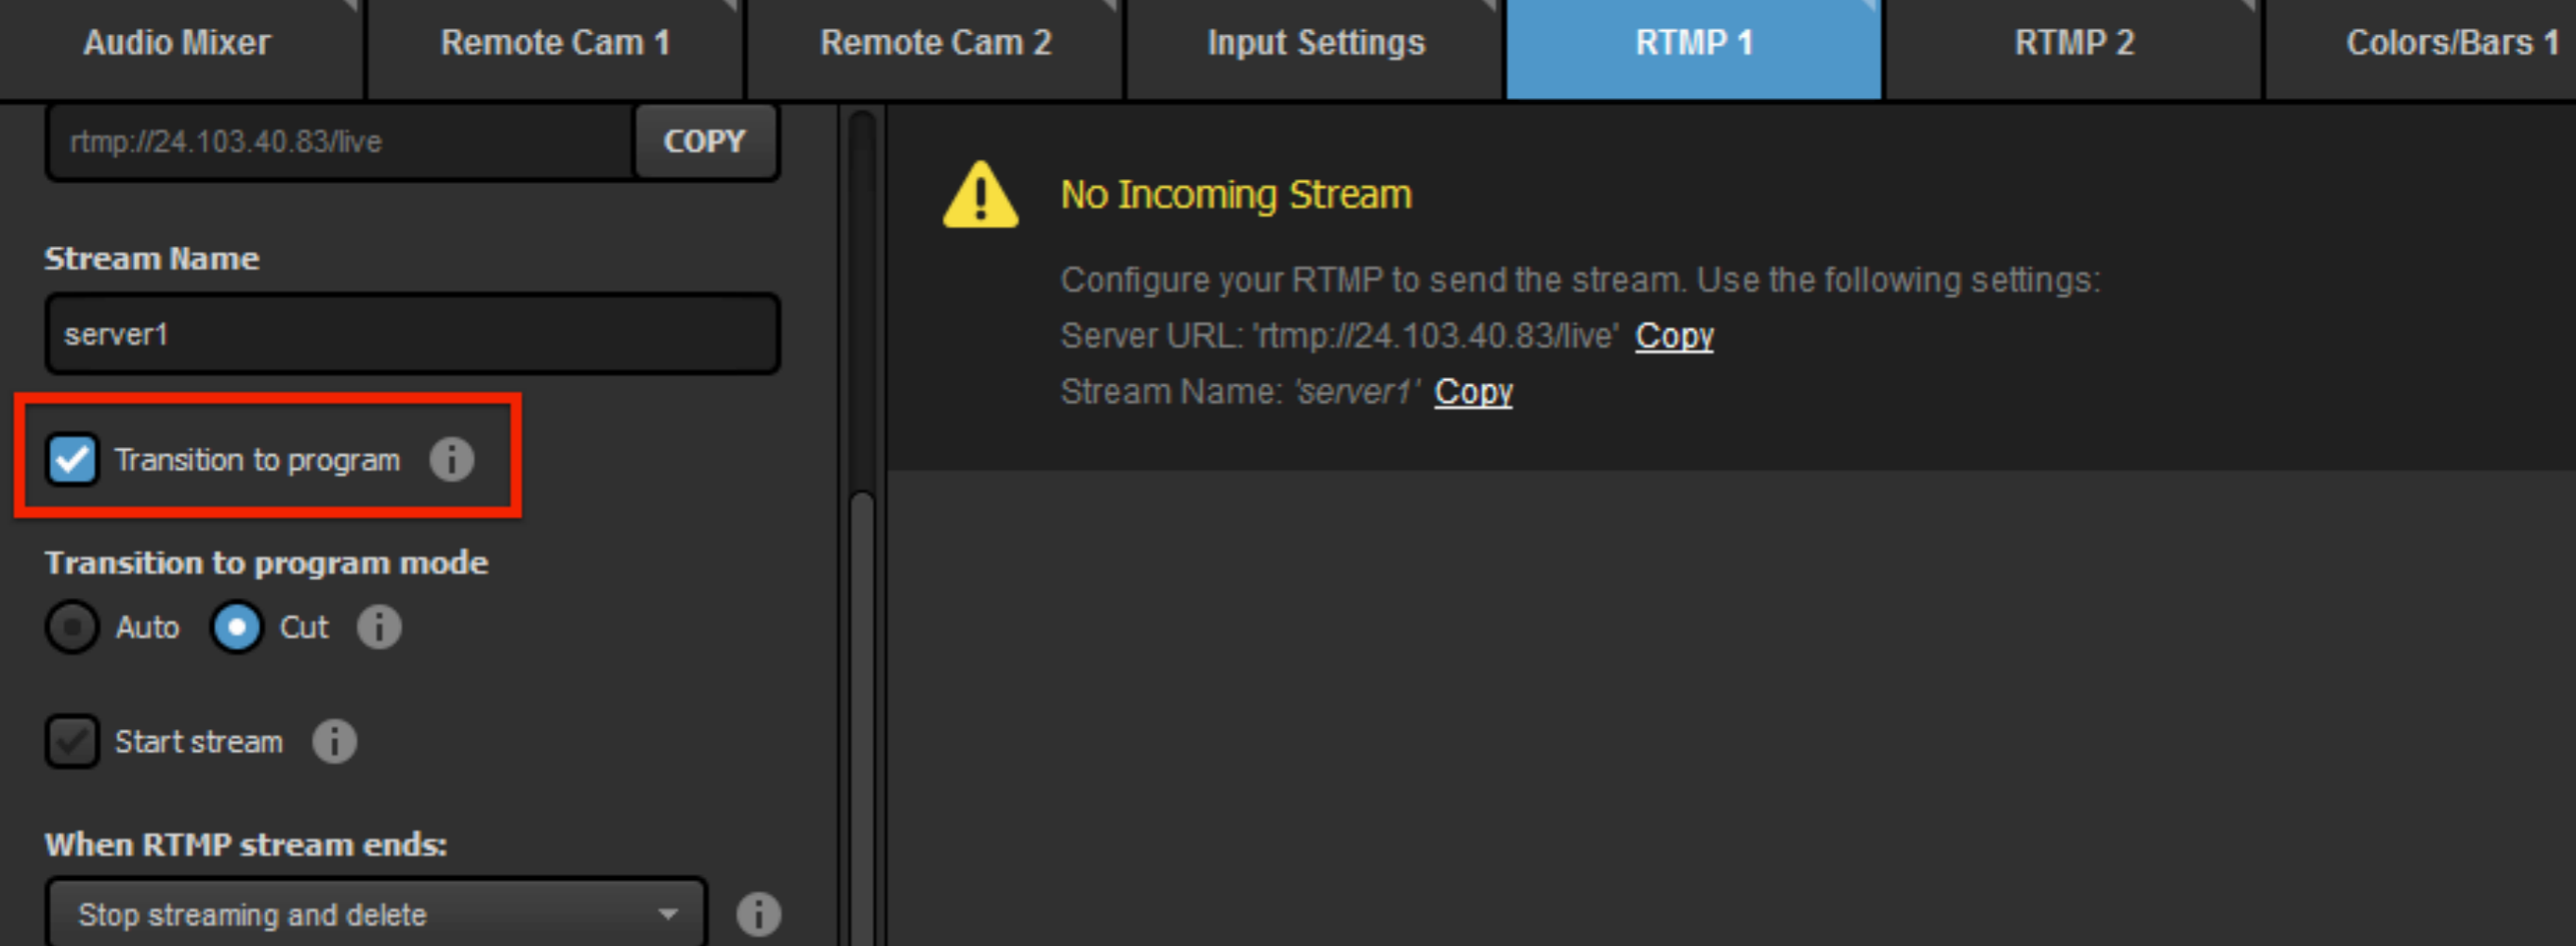 Audio Mixer
Remote Cam 1
Remote Cam 2
Input Settings
RTMP 1
RTMP 2
Colors/Bars 1
rtmp://24.103.40.83/live
COPY
Stream Name
server1
Transition to program
Transition to program mode
Auto
Cut
Start stream
When RTMP stream ends:
Stop streaming and delete
No Incoming Stream
Configure your RTMP to send the stream. Use the following settings:
Server URL: 'rtmp://24.103.40.83/live' Copy
Stream Name: 'server1' Copy